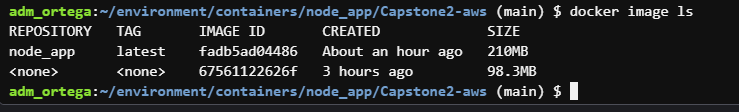 adm_ortega:~/environment/containers/node_app/Capstone2-aws (main) $ docker image ls
REPOSITORY   TAG       IMAGE ID       CREATED             SIZE
node_app     latest    fadb5ad04486   About an hour ago   210MB
<none>       <none>    67561122626f   3 hours ago         98.3MB
adm_ortega:~/environment/containers/node_app/Capstone2-aws (main) $